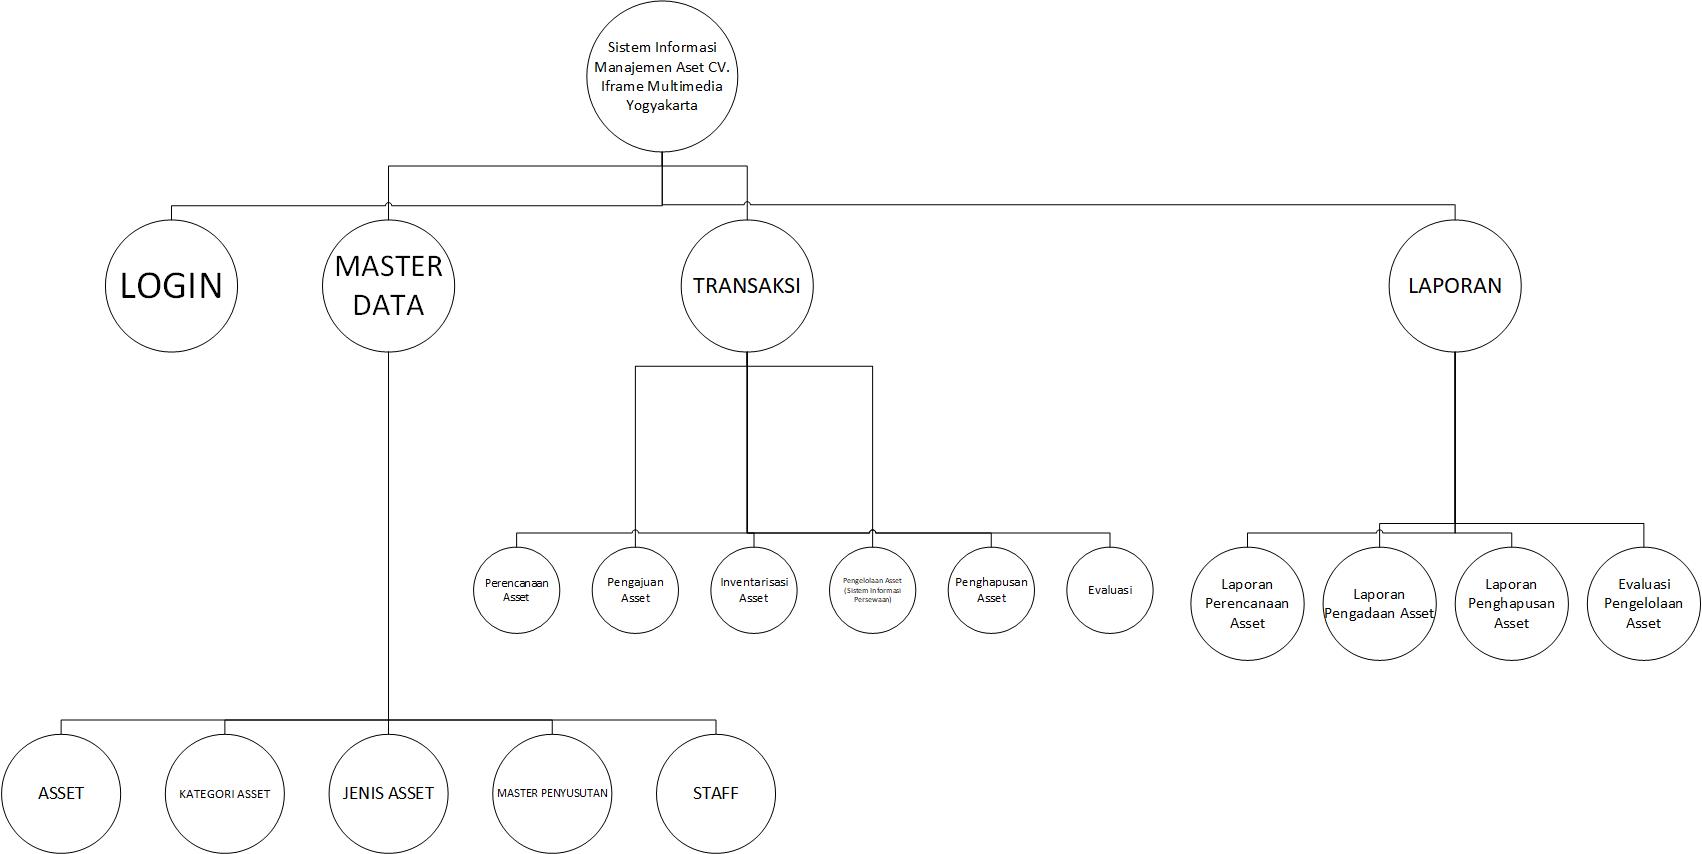 Sistem Informasi
Manajemen Aset CV.
Iframe Multimedia
Yogyakarta
LOGIN
MASTER
DATA
TRANSAKSI
LAPORAN
Perencanaan
Asset
Pengajuan
Asset
Inventarisasi
Asset
Pengelolaan Asset
(Sistem Informasi
Persewaan)
Penghapusan
Asset
Evaluasi
Laporan
Perencanaan
Asset
Laporan
Pengadaan Asset
Laporan
Penghapusan
Asset
Evaluasi
Pengelolaan
Asset
ASSET
KATEGORI ASSET
JENIS ASSET
MASTER PENYUSUTAN
STAFF